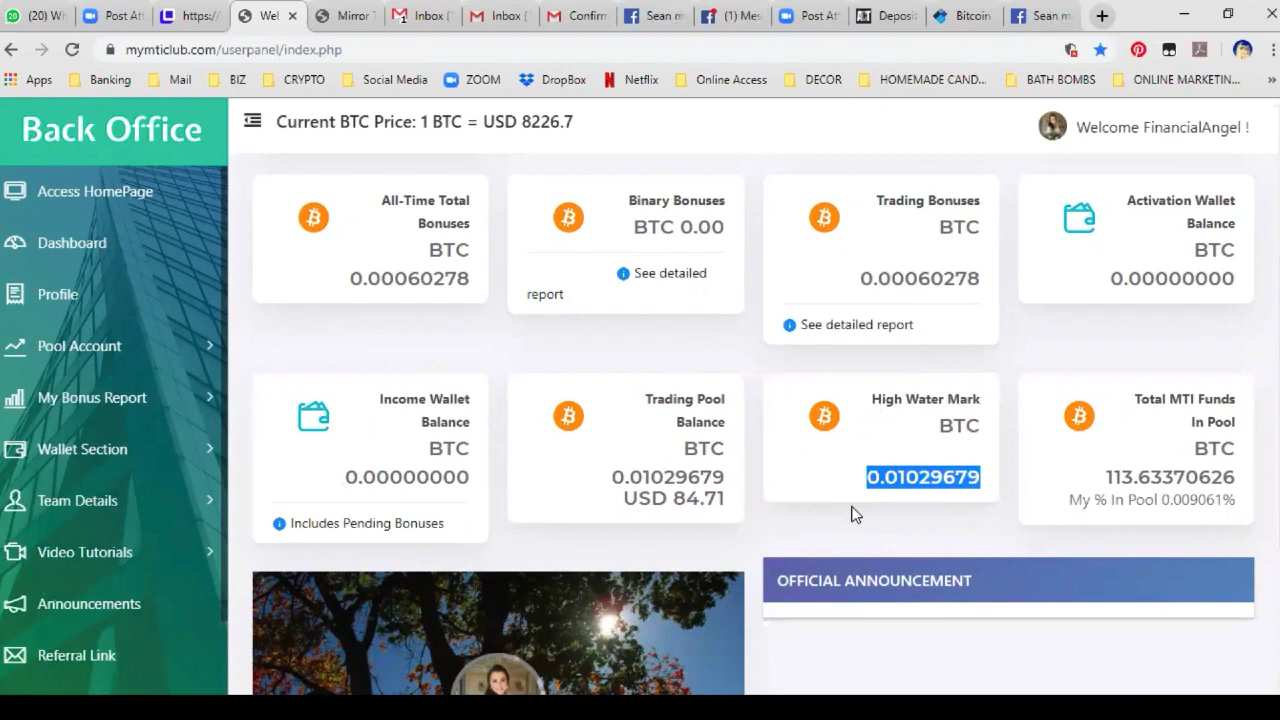 (20) Wh
Post Att
https:/
Wel
Mirror T
Inbox (
Inbox (
Confirm
Sean m
(1) Mes
Post At
Deposi
Bitcoin
Sean m
mymticlub.com/userpanel/index.php
Apps
Banking
Mail
BIZ
CRYPTO
Social Media
ZOOM
DropBox
Netflix
Online Access
DECOR
HOMEMADE CAND...
BATH BOMBS
ONLINE MARKETIN...
Back Office
Current BTC Price: 1 BTC = USD 8226.7
Welcome FinancialAngel !
Access HomePage
Dashboard
Profile
Pool Account
My Bonus Report
Wallet Section
Team Details
Video Tutorials
Announcements
Referral Link
All-Time Total
Bonuses
BTC
0.00060278
Binary Bonuses
BTC 0.00
See detailed
report
Trading Bonuses
BTC
0.00060278
See detailed report
Activation Wallet
Balance
BTC
0.00000000
Income Wallet
Balance
BTC
0.00000000
Includes Pending Bonuses
Trading Pool
Balance
BTC
0.01029679
USD 84.71
High Water Mark
BTC
0.01029679
Total MTI Funds
In Pool
BTC
113.63370626
My % In Pool 0.009061%
OFFICIAL ANNOUNCEMENT